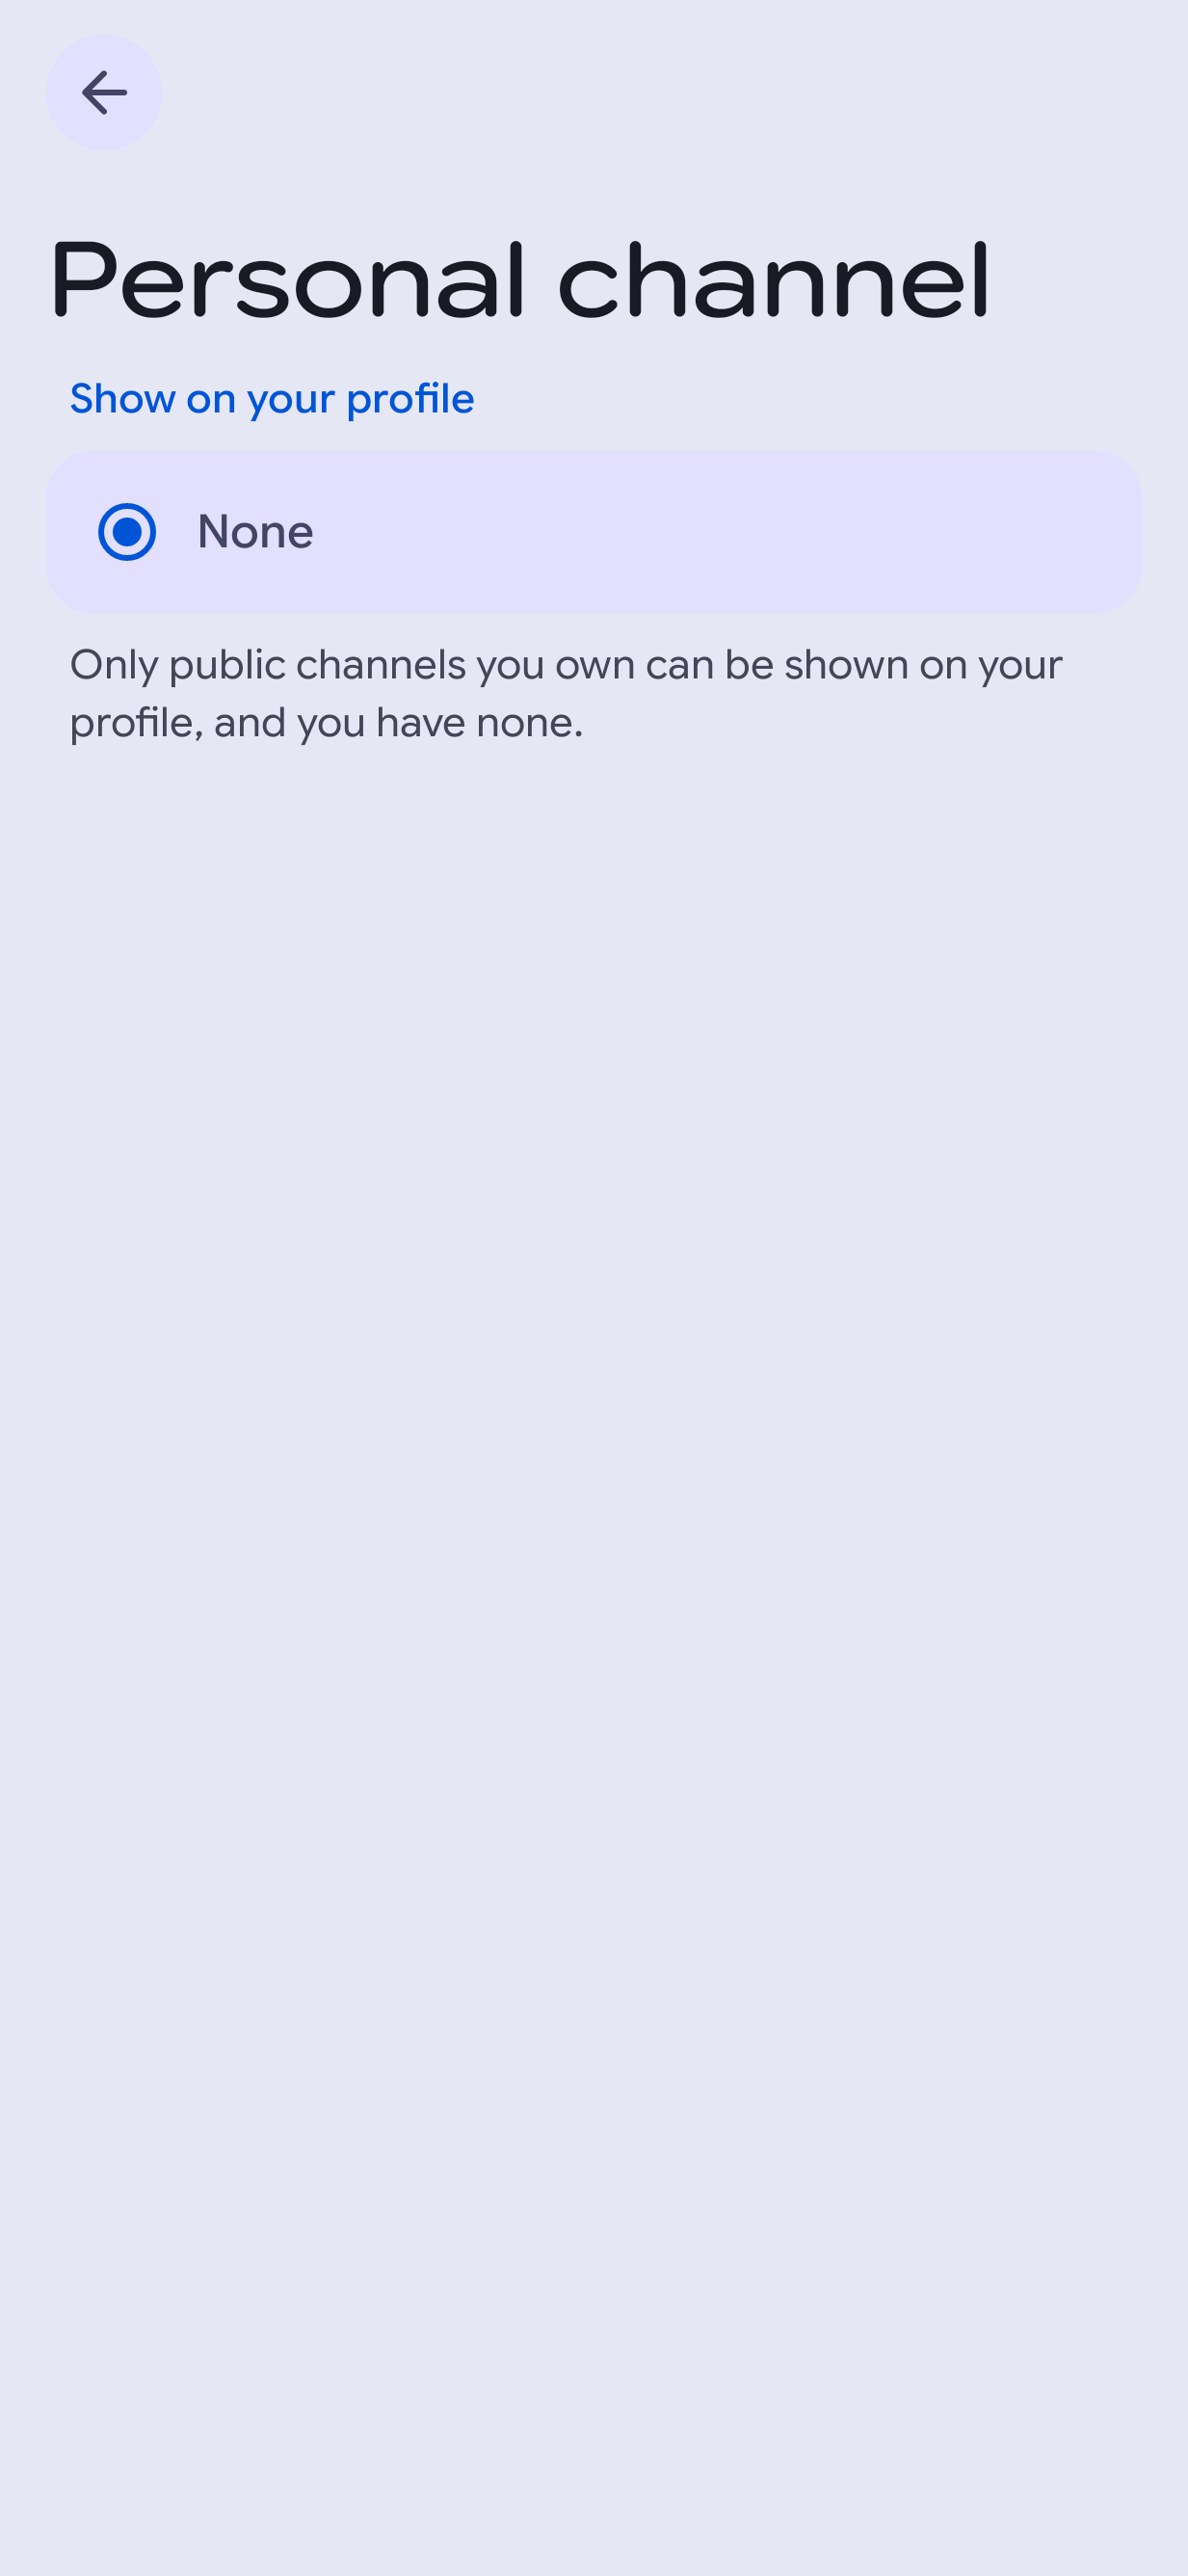 Personal channel
Show on your profile
None
Only public channels you own can be shown on your
profile, and you have none.